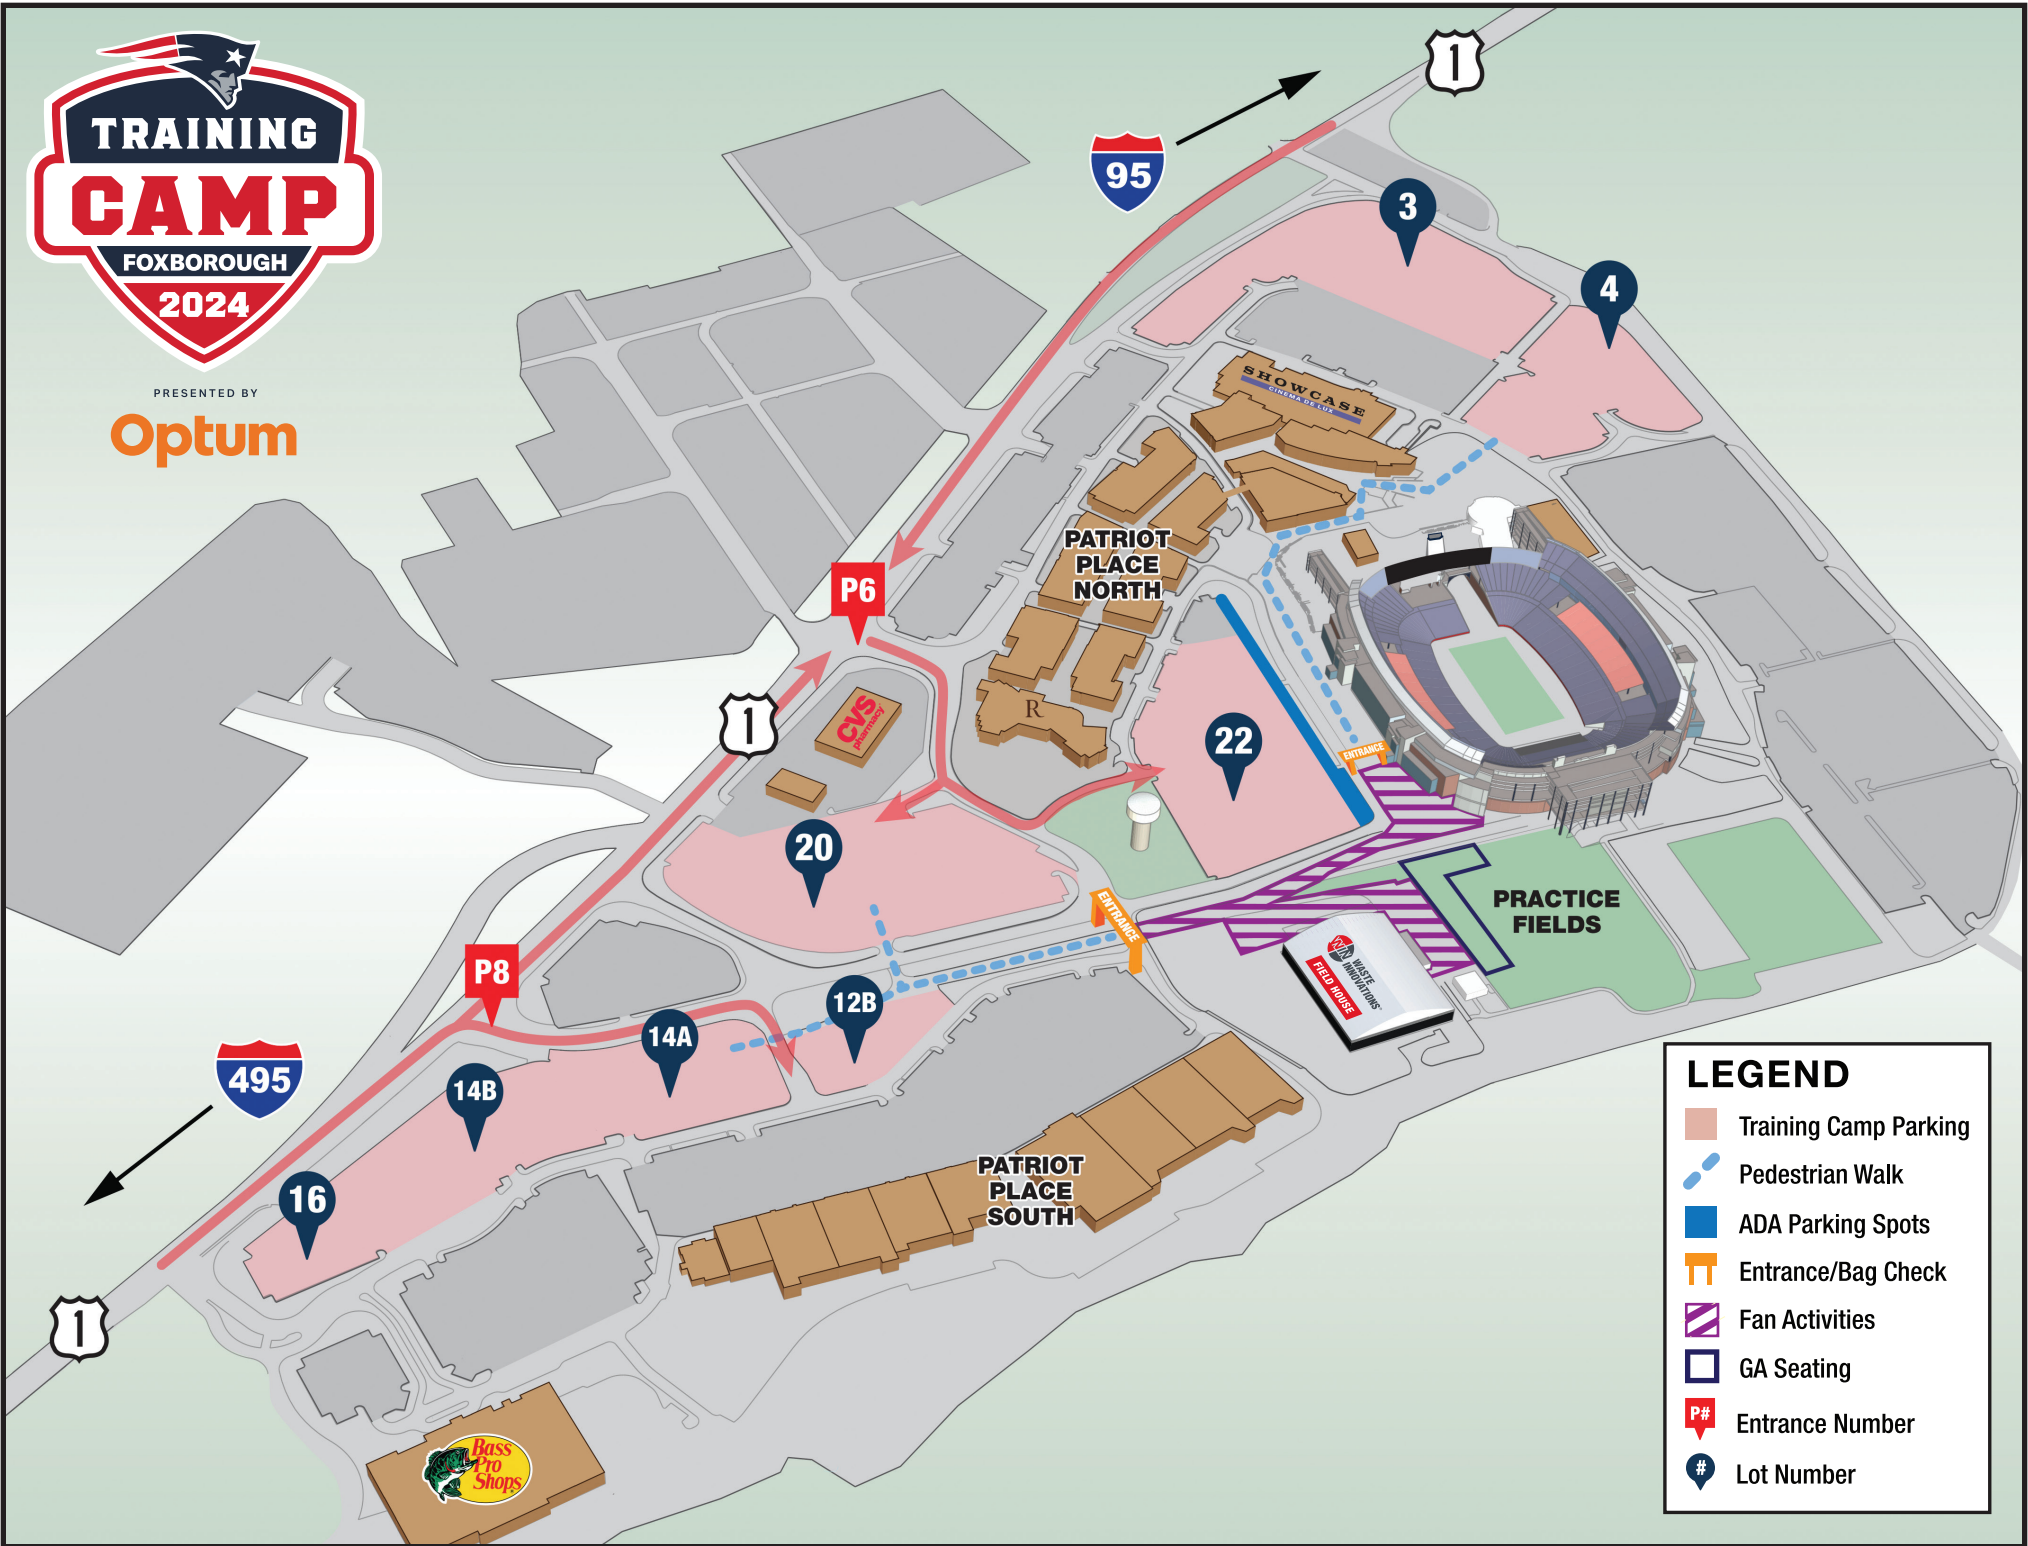 TRAINING
CAMP
FOXBOROUGH
2024
PRESENTED BY
Optum
1
95
3
4
SHOWCASE
CINEMA DE LUX
PATRIOT
PLACE
NORTH
P6
1
CVS
pharmacy
R
22
ENTRANCE
20
ENTRANCE
PRACTICE
FIELDS
WIN
WASTE
INNOVATIONS
FIELD HOUSE
P8
12B
14A
14B
495
16
PATRIOT
PLACE
SOUTH
1
Bass
Pro
Shops
LEGEND
Training Camp Parking
Pedestrian Walk
ADA Parking Spots
Entrance/Bag Check
Fan Activities
GA Seating
P# Entrance Number
# Lot Number